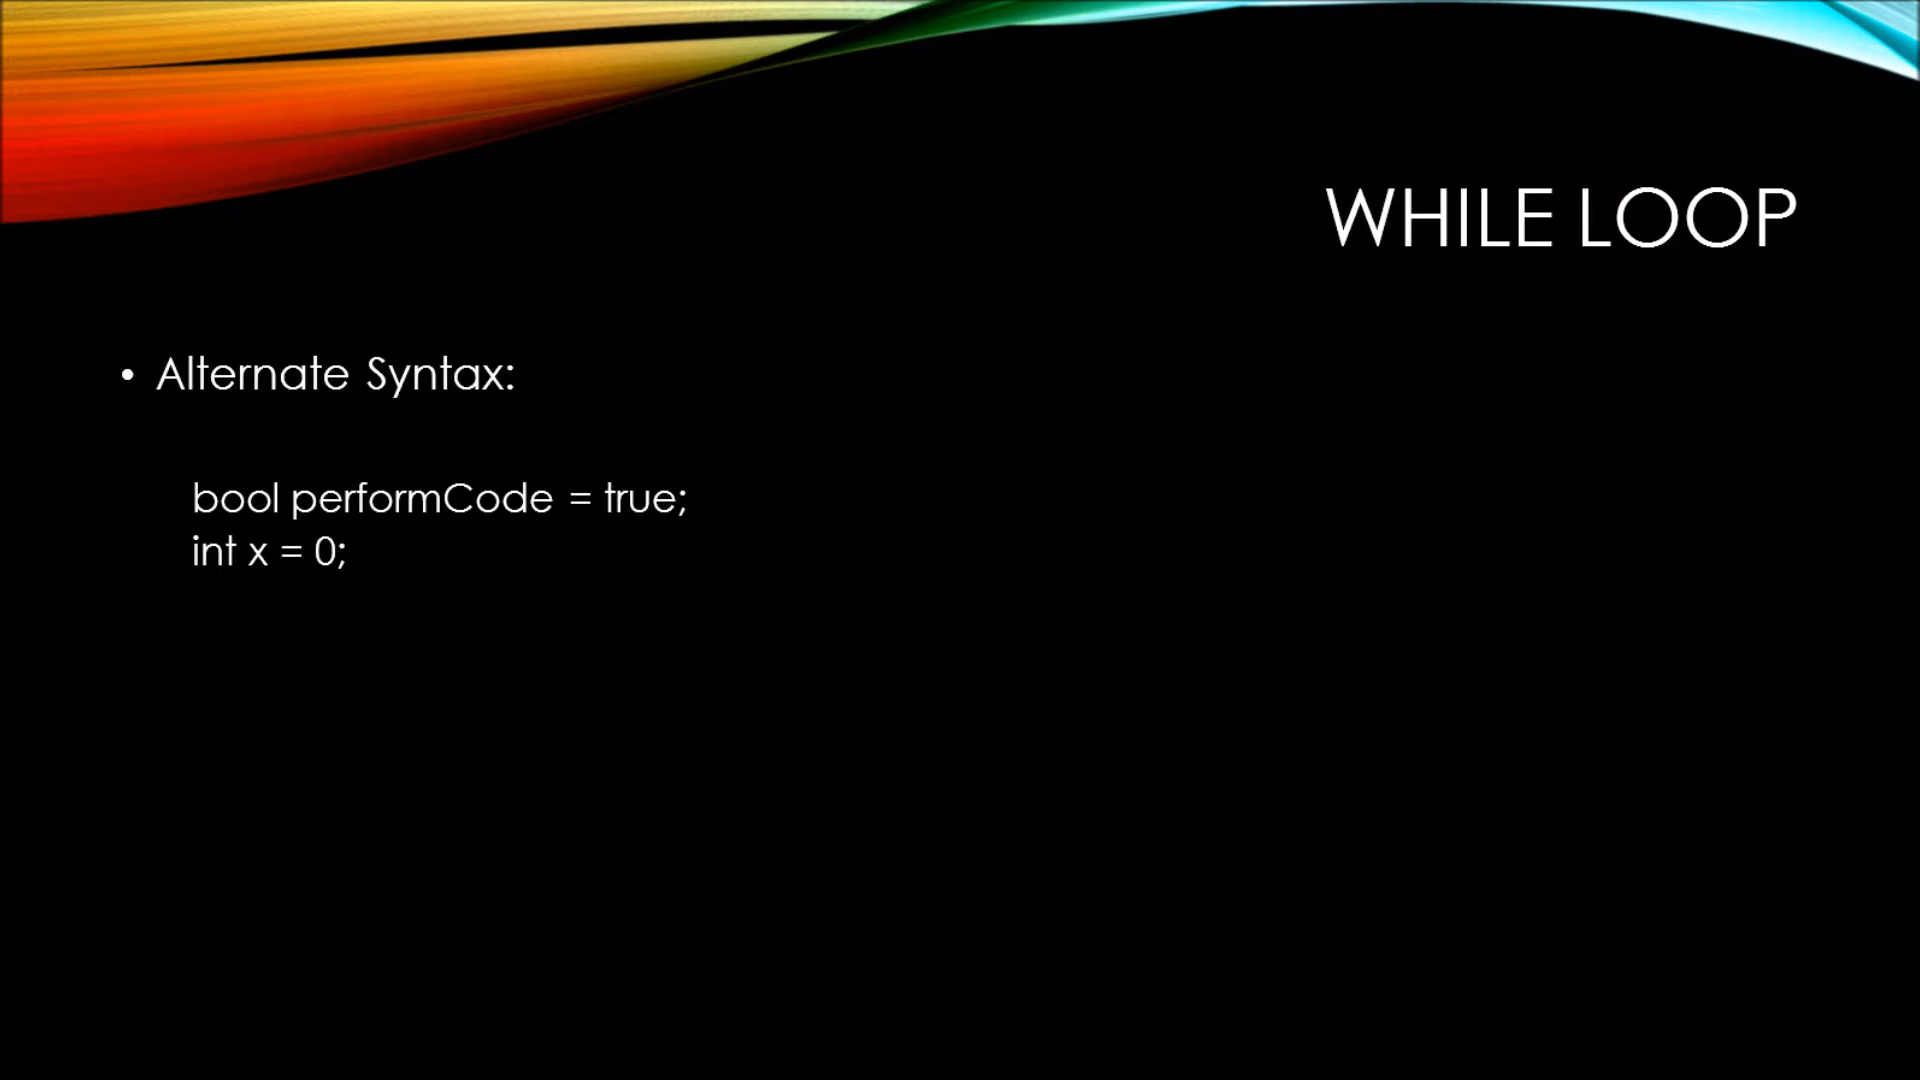 WHILE LOOP
• Alternate Syntax:
bool performCode = true;
int x = 0;